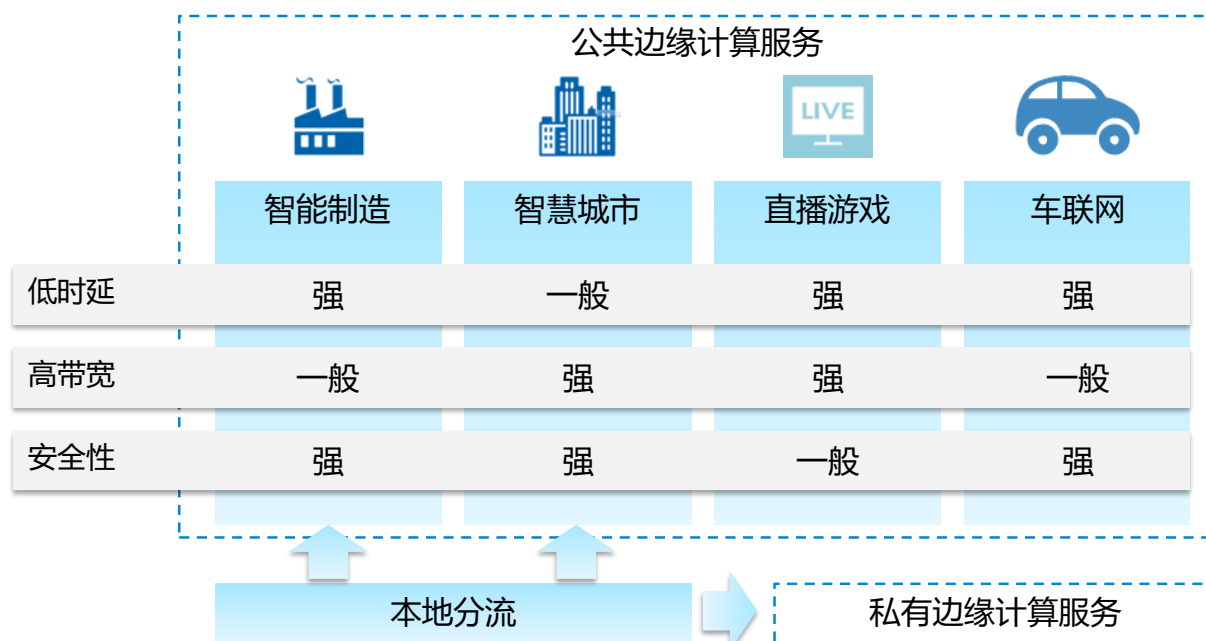 公共边缘计算服务
LIVE
智能制造 智慧城市 直播游戏 车联网
低时延 强 一般 强 强
高带宽 一般 强 强 一般
安全性 强 强 一般 强
本地分流 私有边缘计算服务